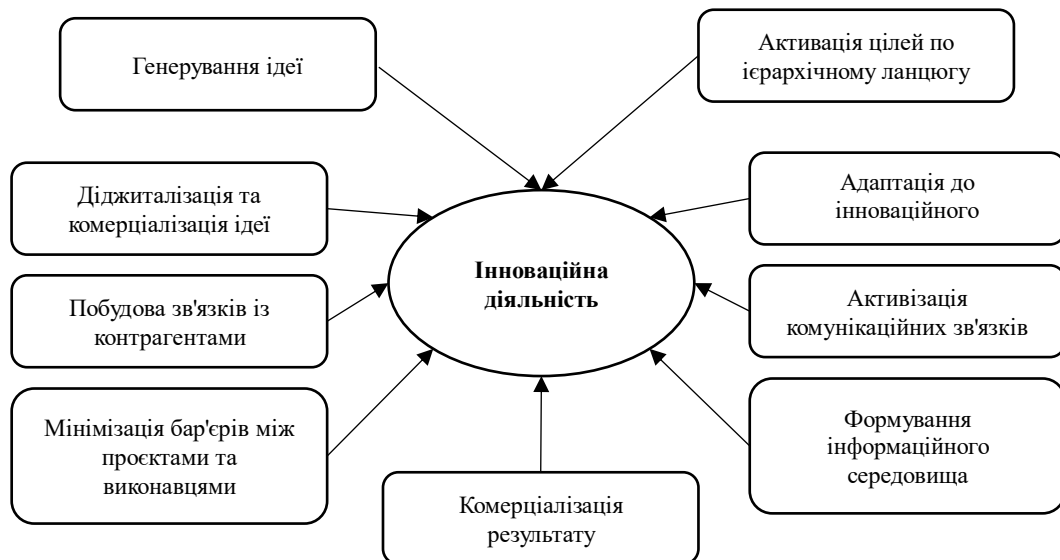 Генерування ідеї
Активація цілей по
ієрархічному ланцюгу
Діджиталізація та
комерціалізація ідеї
Адаптація до
інноваційного
Інноваційна
діяльність
Побудова зв'язків із
контрагентами
Активізація
комунікаційних зв'язків
Мінімізація бар'єрів між
проєктами та
виконавцями
Формування
інформаційного
середовища
Комерціалізація
результату